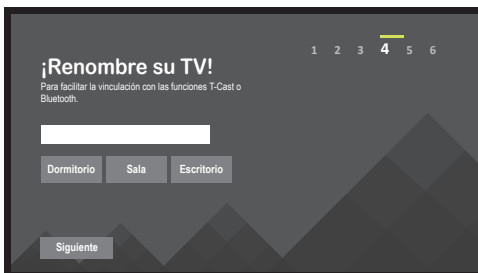 1 2 3 4 5 6
¡Renombre su TV!
Para facilitar la vinculación con las funciones T-Cast o
Bluetooth.
Dormitorio Sala Escritorio
Siguiente